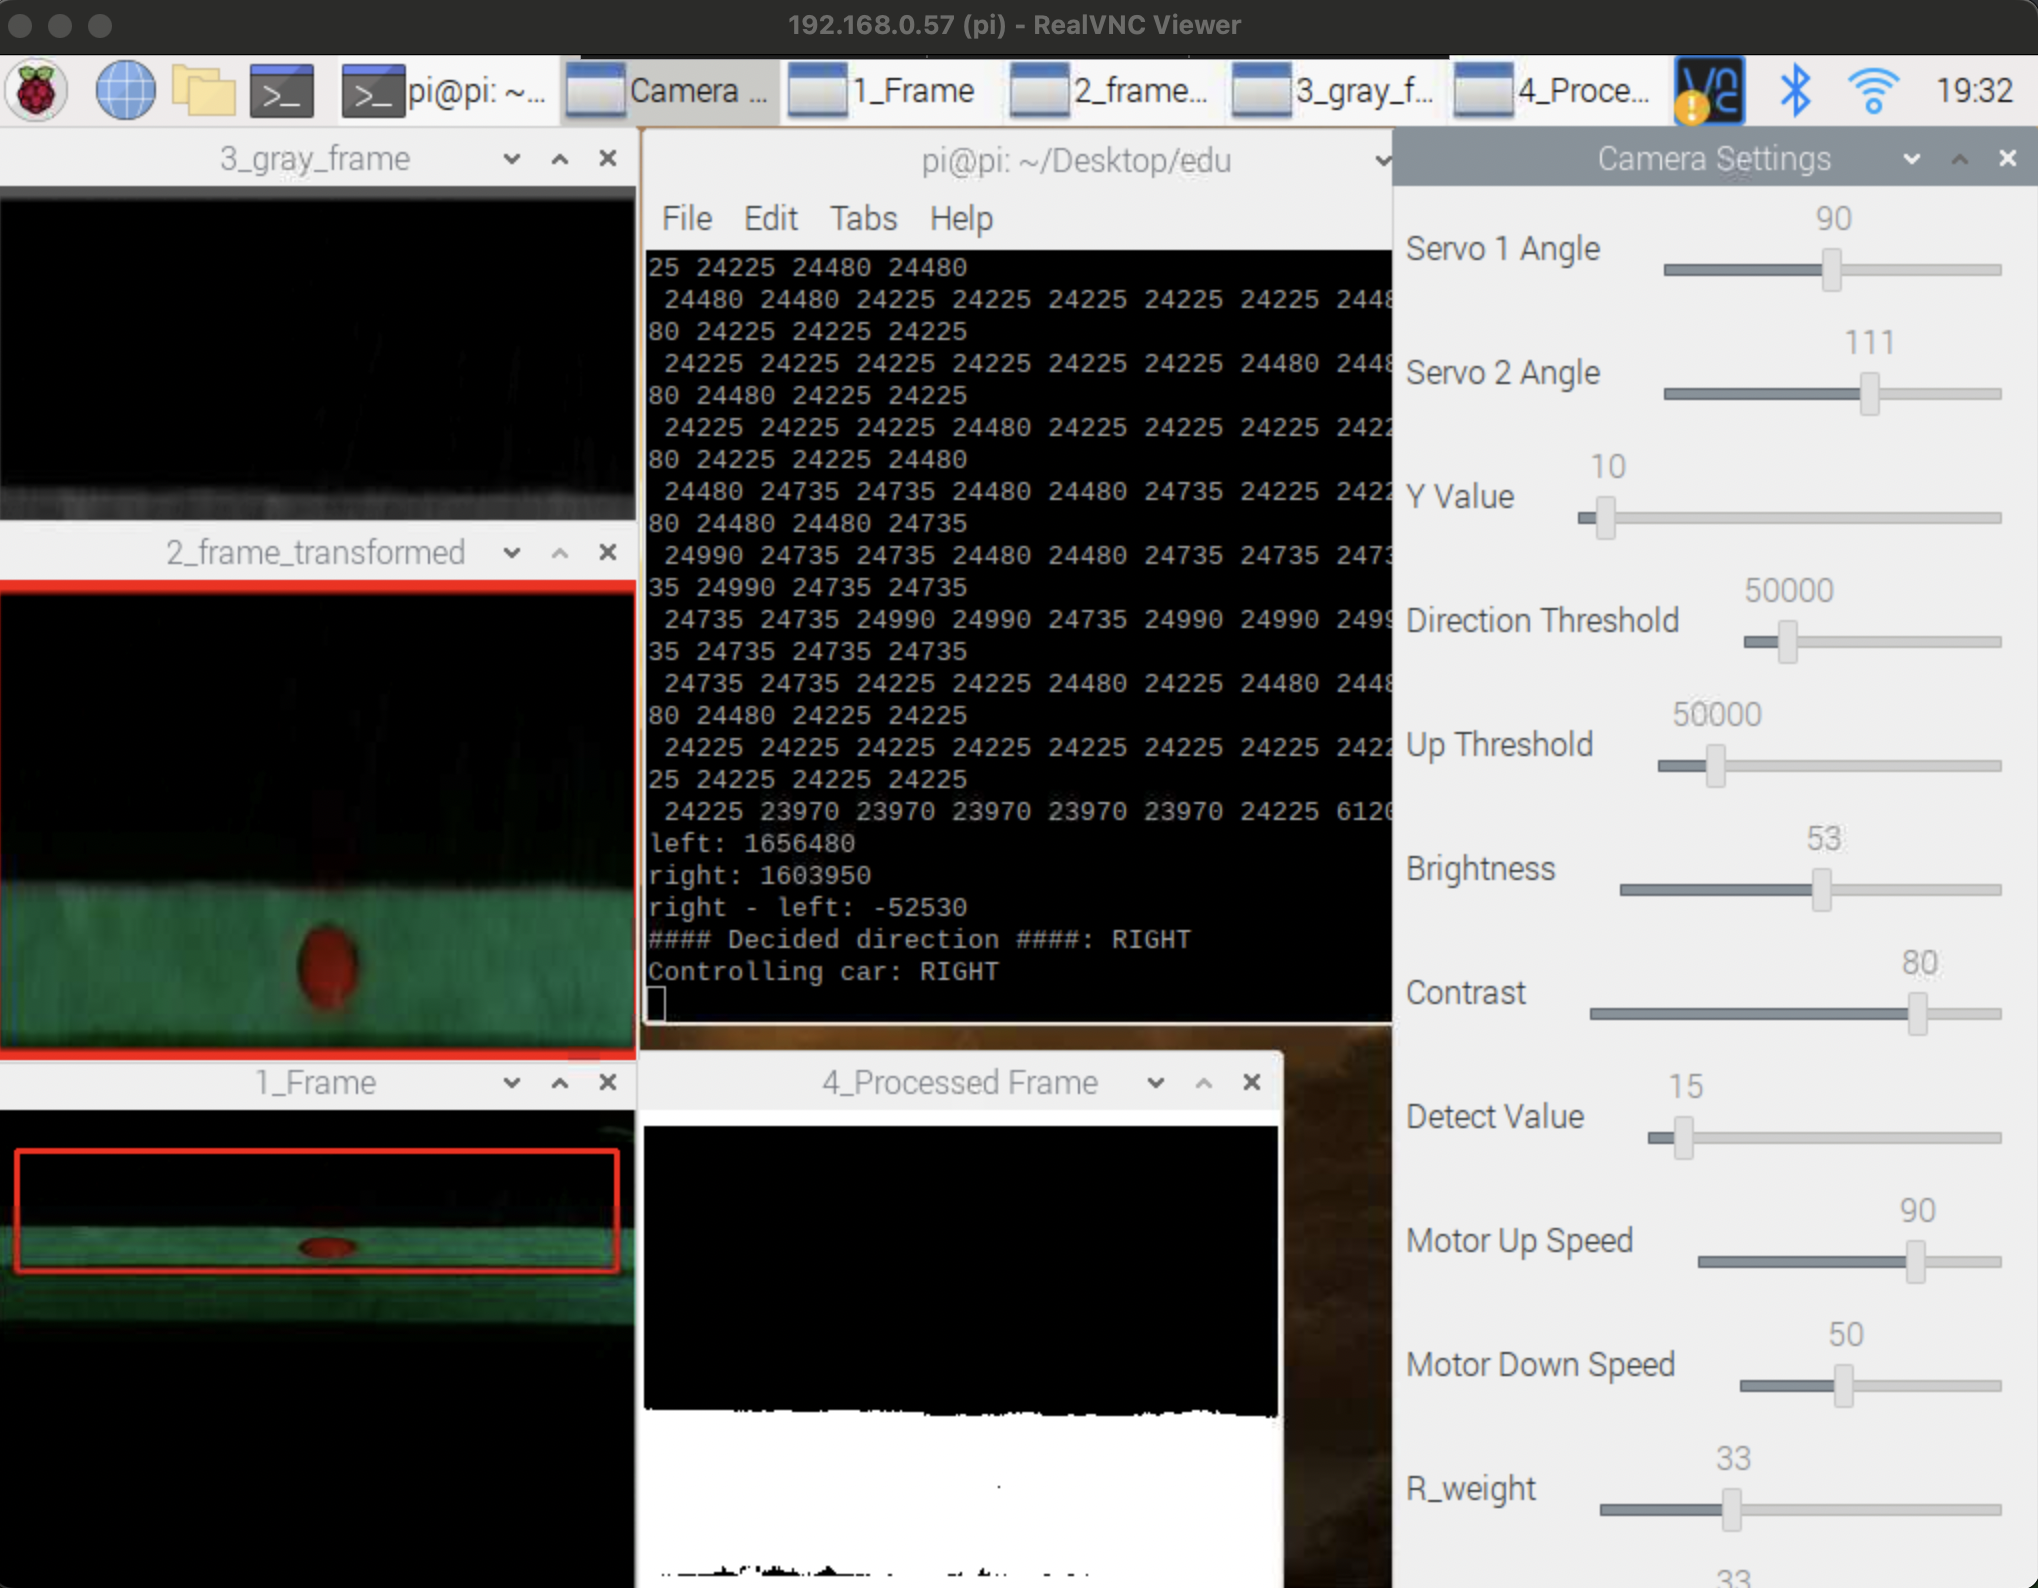 192.168.0.57 (pi) - RealVNC Viewer
pi@pi: ~...
Camera ...
1_Frame
2_frame...
3_gray_f...
4_Proce...
19:32
3_gray_frame
2_frame_transformed
1_Frame
pi@pi: ~/Desktop/edu
File Edit Tabs Help
25 24225 24480 24480
24480 24480 24225 24225 24225 24225 24225 2448
80 24225 24225 24225
24225 24225 24225 24225 24225 24225 24480 2448
80 24480 24225 24225
24225 24225 24225 24480 24225 24225 24225 2422
80 24225 24225 24480
24480 24735 24735 24480 24480 24735 24225 2422
80 24480 24480 24735
24990 24735 24735 24480 24480 24735 24735 2473
35 24990 24735 24735
24735 24735 24990 24990 24735 24990 24990 2499
35 24735 24735 24735
24735 24735 24225 24225 24480 24225 24480 2448
80 24480 24225 24225
24225 24225 24225 24225 24225 24225 24225 2422
25 24225 24225 24225
24225 23970 23970 23970 23970 23970 24225 6120
left: 1656480
right: 1603950
right - left: -52530
#### Decided direction ####: RIGHT
Controlling car: RIGHT
4_Processed Frame
Camera Settings
Servo 1 Angle 90
Servo 2 Angle 111
Y Value 10
Direction Threshold 50000
Up Threshold 50000
Brightness 53
Contrast 80
Detect Value 15
Motor Up Speed 90
Motor Down Speed 50
R_weight 33
33